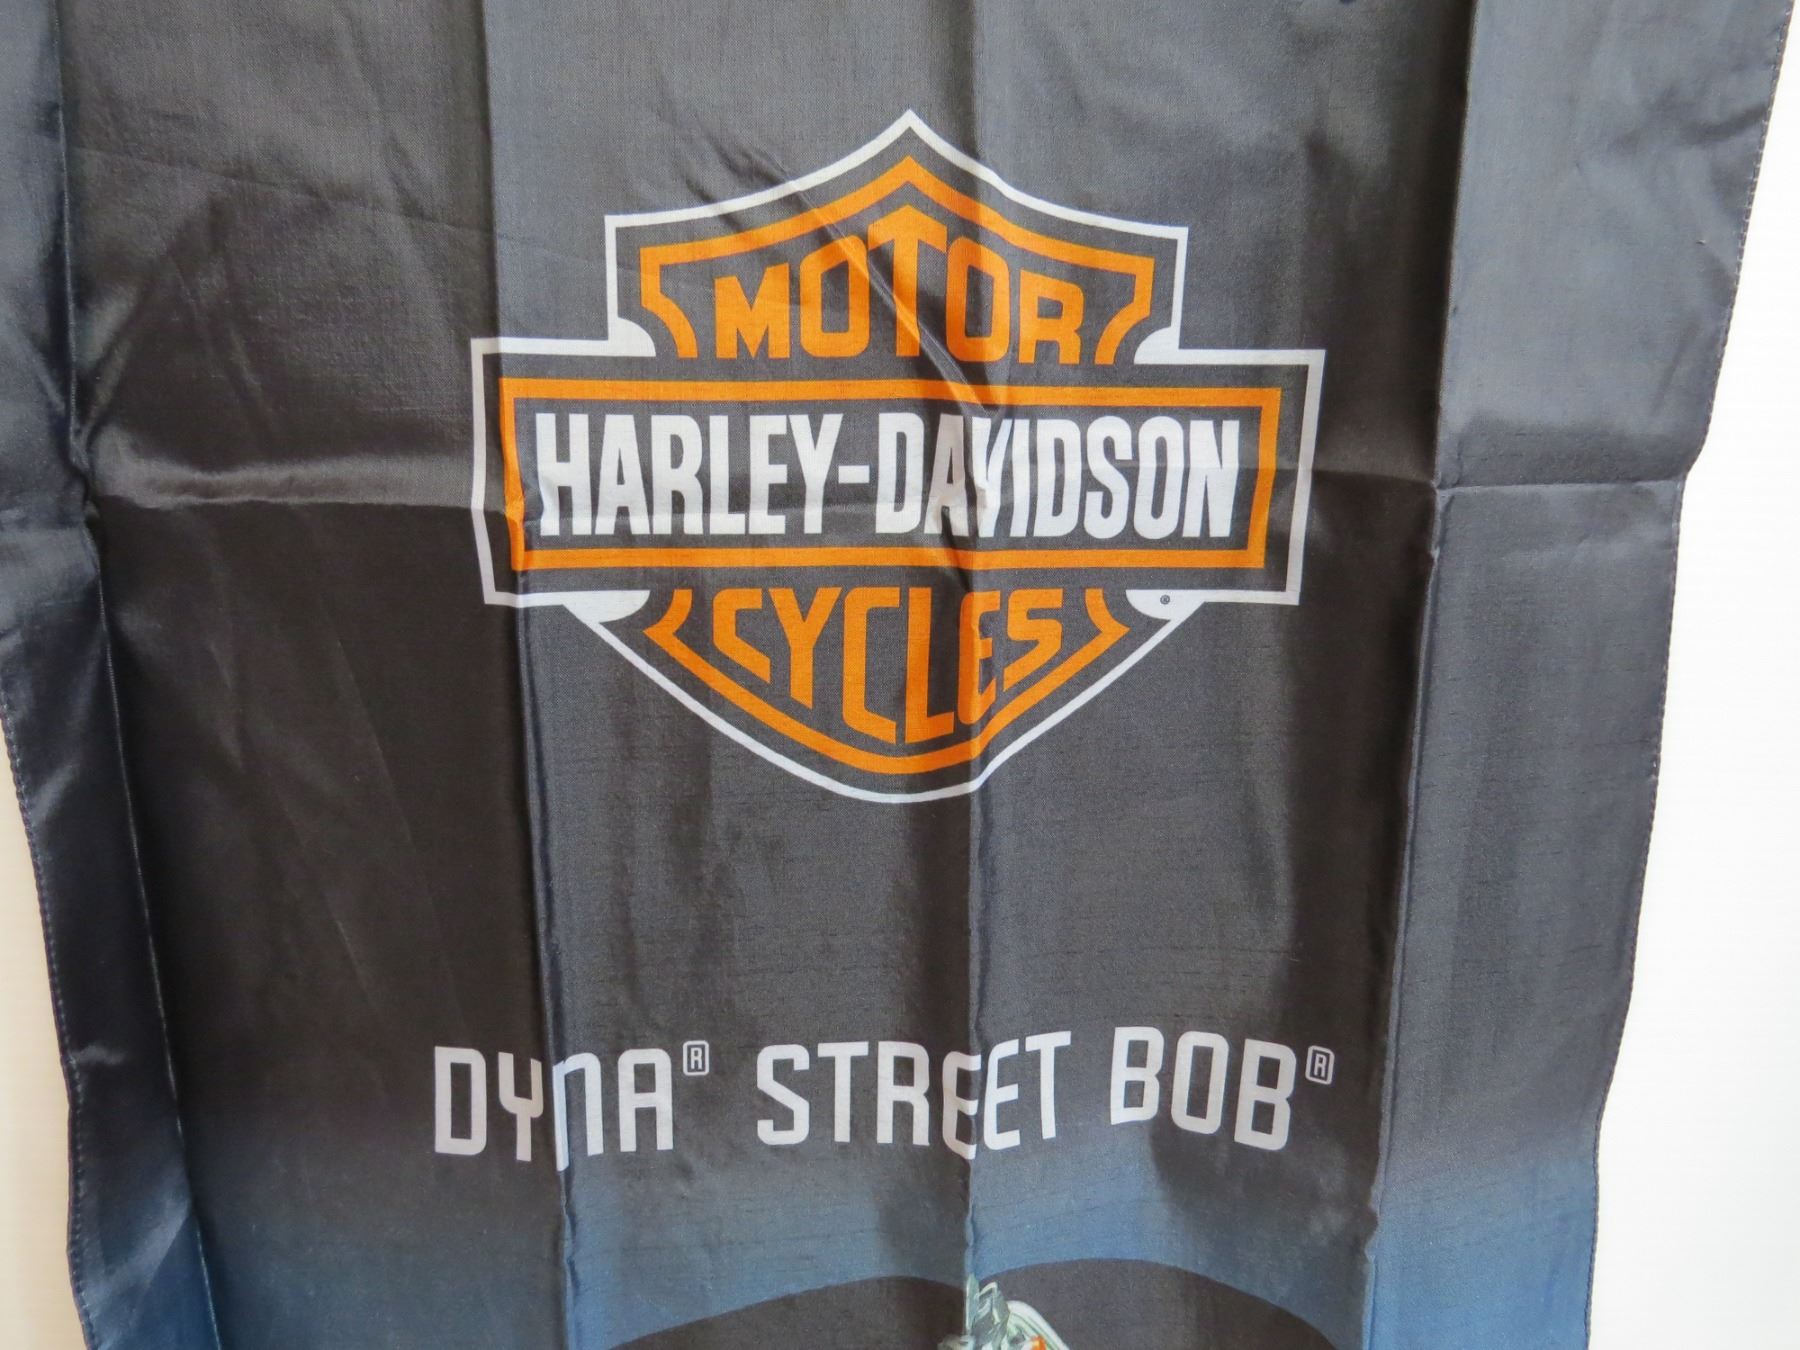 MOTOR
HARLEY-DAVIDSON
CYCLES ®
DYNA® STREET BOB®